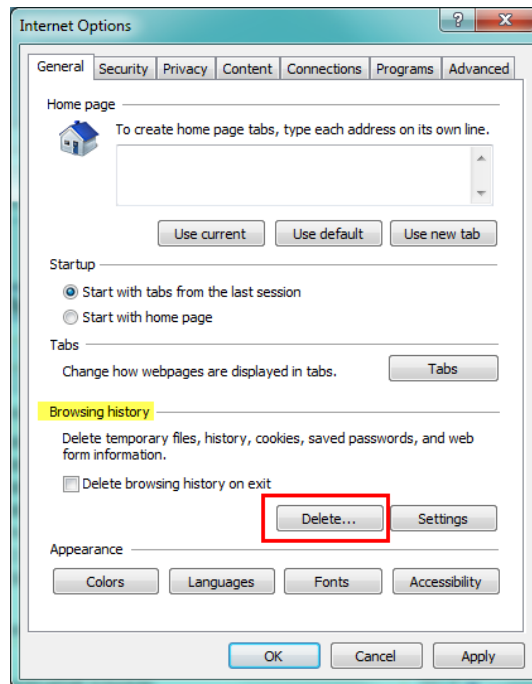 Internet Options
General Security Privacy Content Connections Programs Advanced
Home page
To create home page tabs, type each address on its own line.
Use current Use default Use new tab
Startup
Start with tabs from the last session
Start with home page
Tabs
Change how webpages are displayed in tabs. Tabs
Browsing history
Delete temporary files, history, cookies, saved passwords, and web
form information.
Delete browsing history on exit
Delete... Settings
Appearance
Colors Languages Fonts Accessibility
OK Cancel Apply